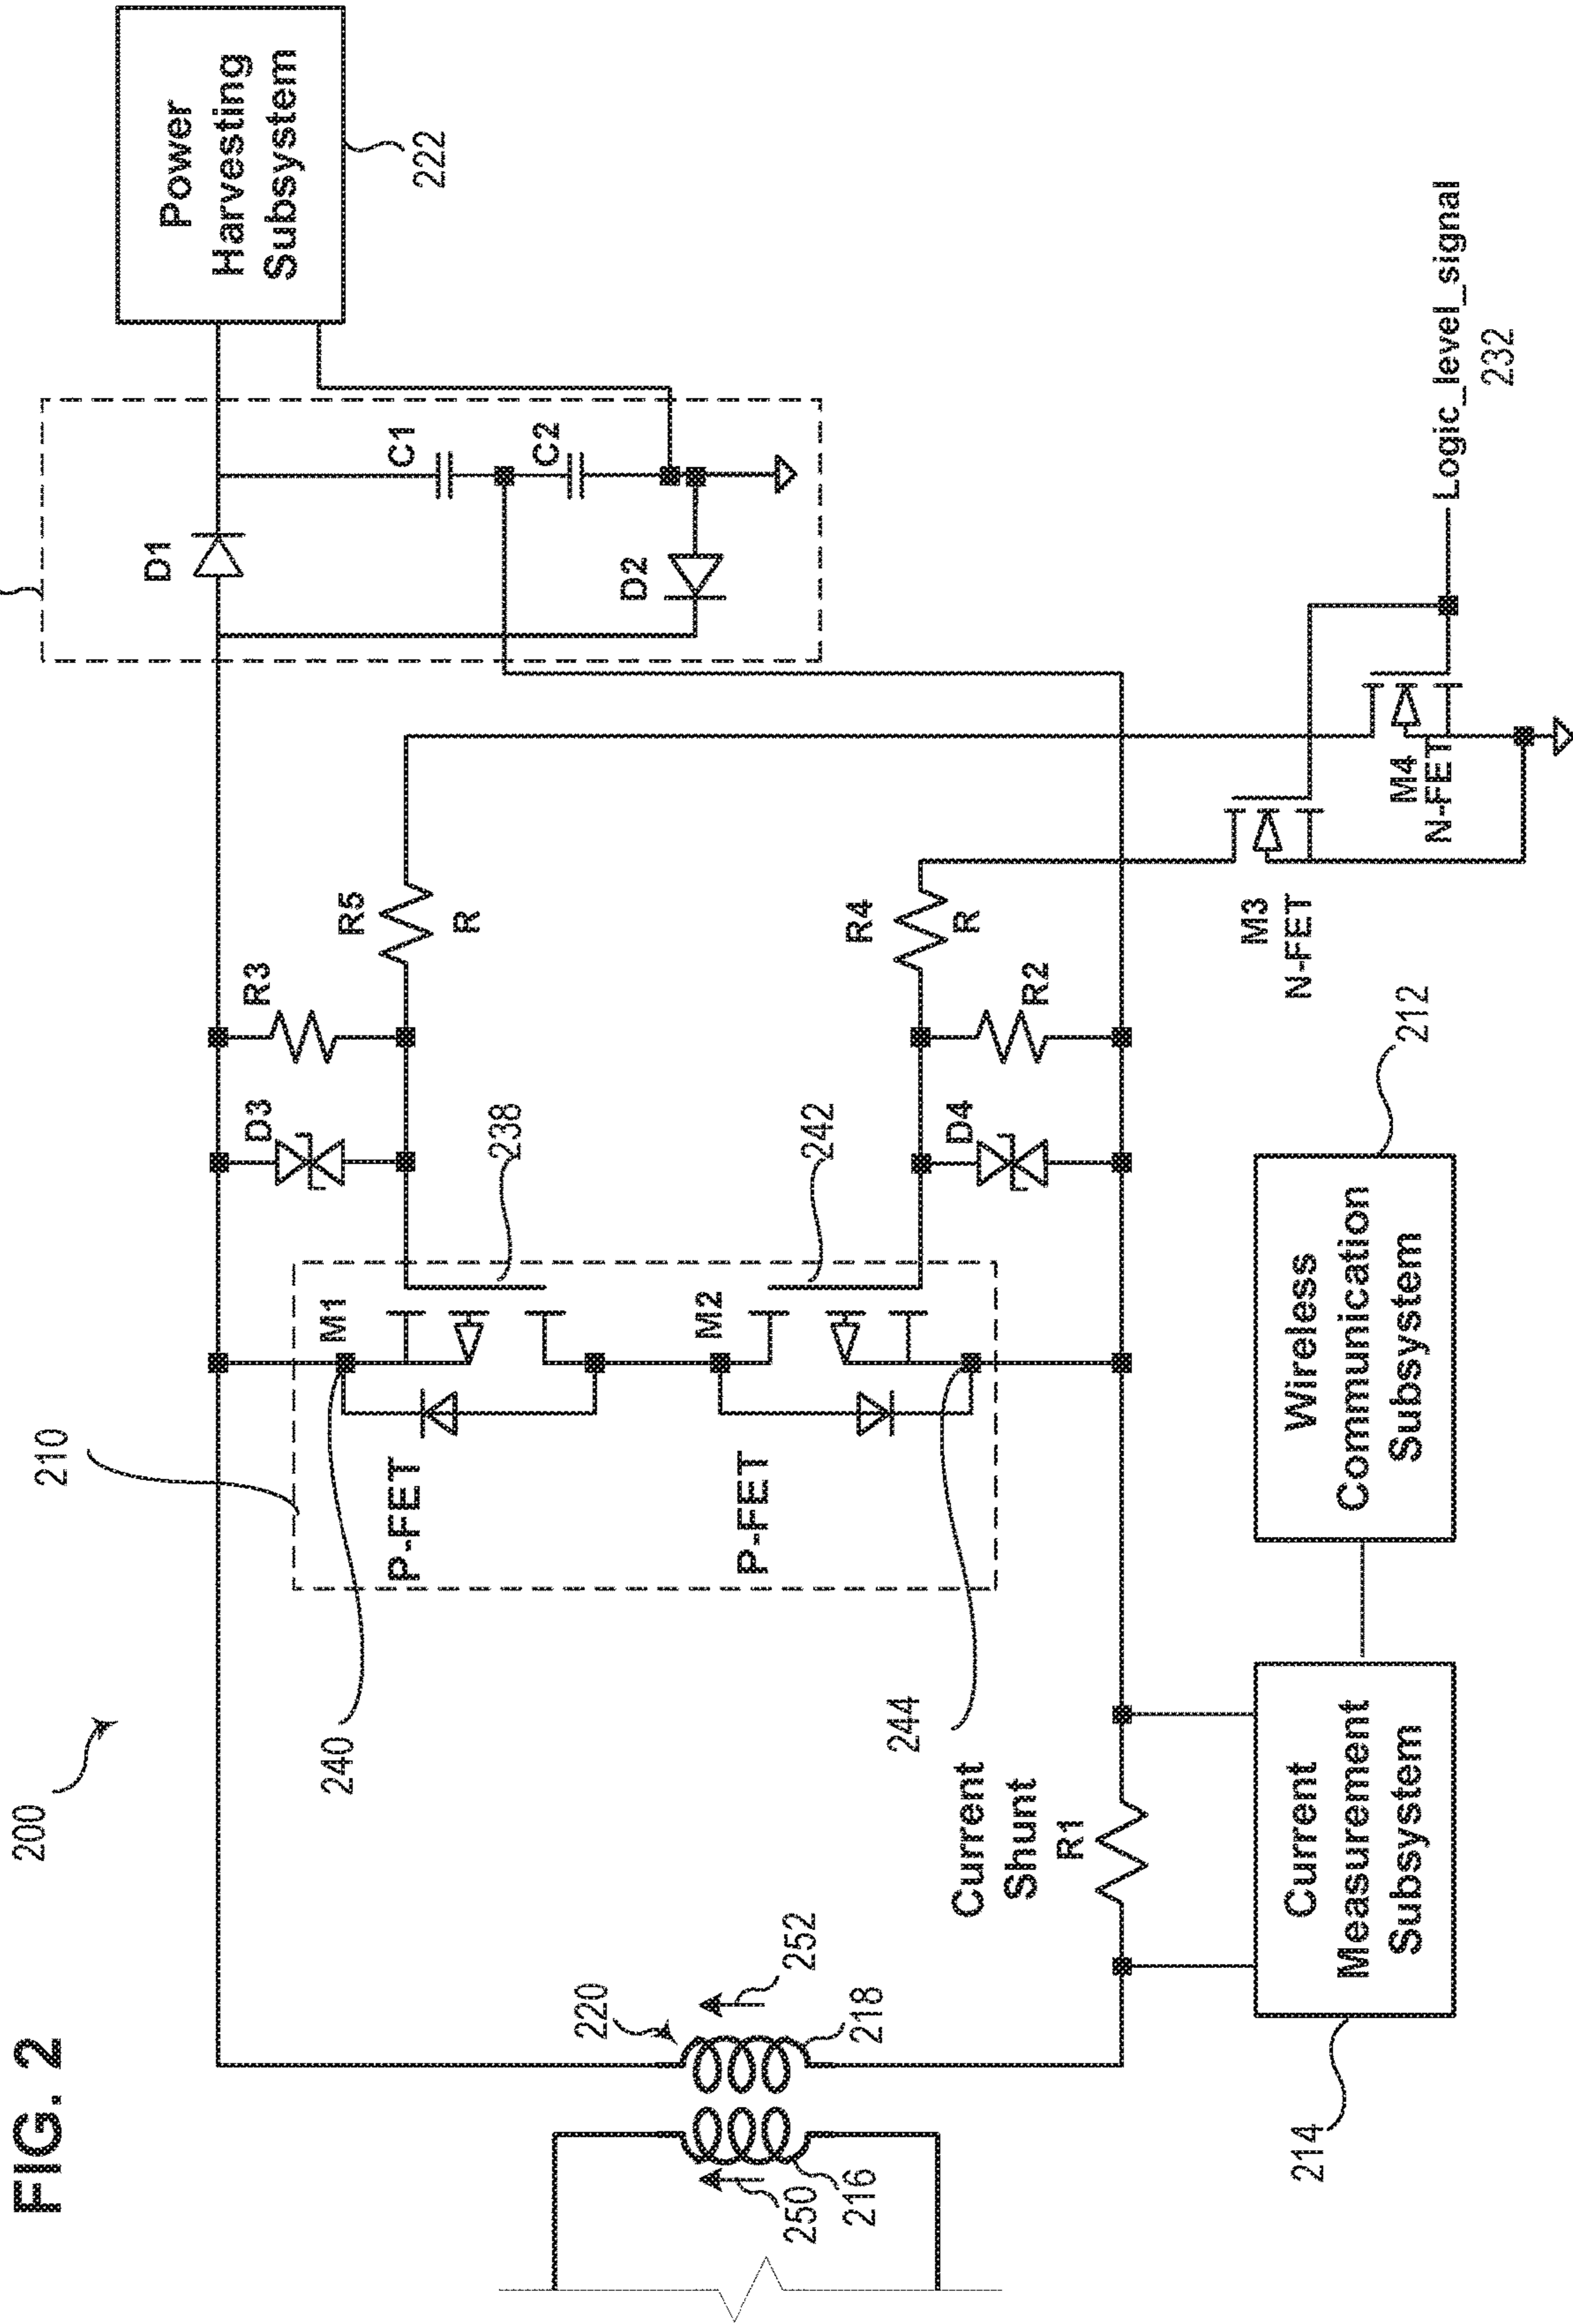 FIG. 2
200
210
Power
Harvesting
Subsystem
222
D1
C1
C2
D2
R3
R5
R
D3
238
M1
240
P-FET
M2
P-FET
242
244
R4
R
R2
D4
220
252
218
250
216
Current
Shunt
R1
M3
N-FET
M4
N-FET
Logic_level_signal
232
Current
Measurement
Subsystem
214
Wireless
Communication
Subsystem
212